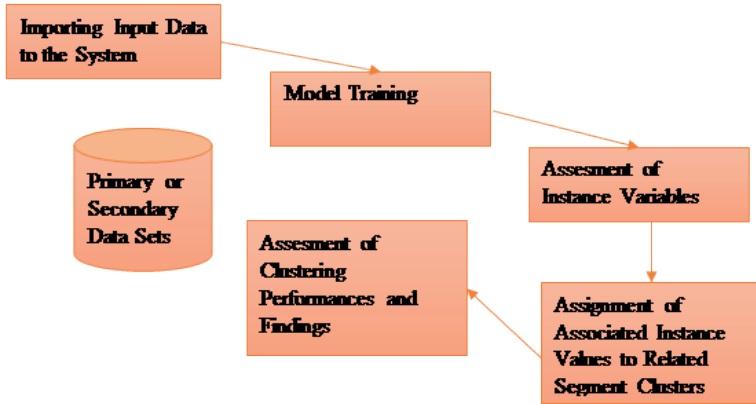 Importing Input Data
to the System
Model Training
Assesment of
Instance Variables
Primary or
Secondary
Data Sets
Assesment of
Clustering
Performances and
Findings
Assignment of
Associated Instance
Values to Related
Segment Clusters